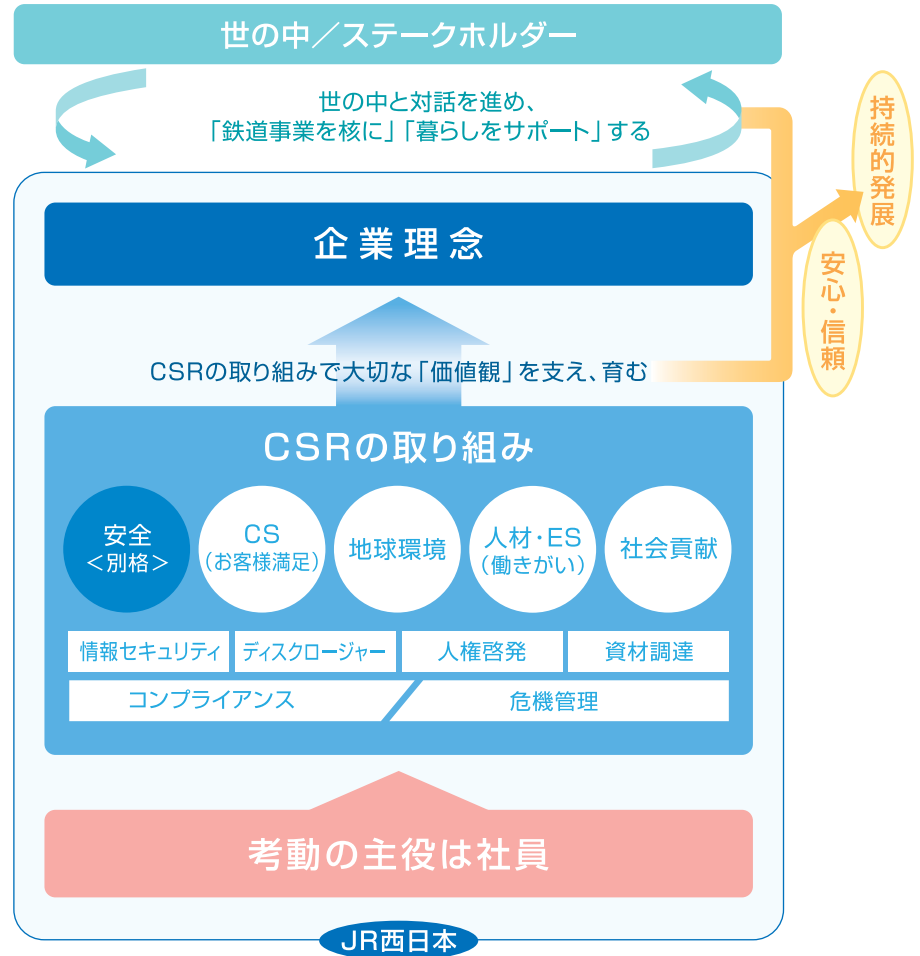 世の中／ステークホルダー
世の中と対話を進め、
「鉄道事業を核に」「暮らしをサポート」する
持続的発展
企業理念
安心・信頼
CSRの取り組みで大切な「価値観」を支え、育む
CSRの取り組み
安全
＜別格＞
CS
（お客様満足）
地球環境
人材・ES
（働きがい）
社会貢献
情報セキュリティ
ディスクロージャー
人権啓発
資材調達
コンプライアンス
危機管理
考動の主役は社員
JR西日本